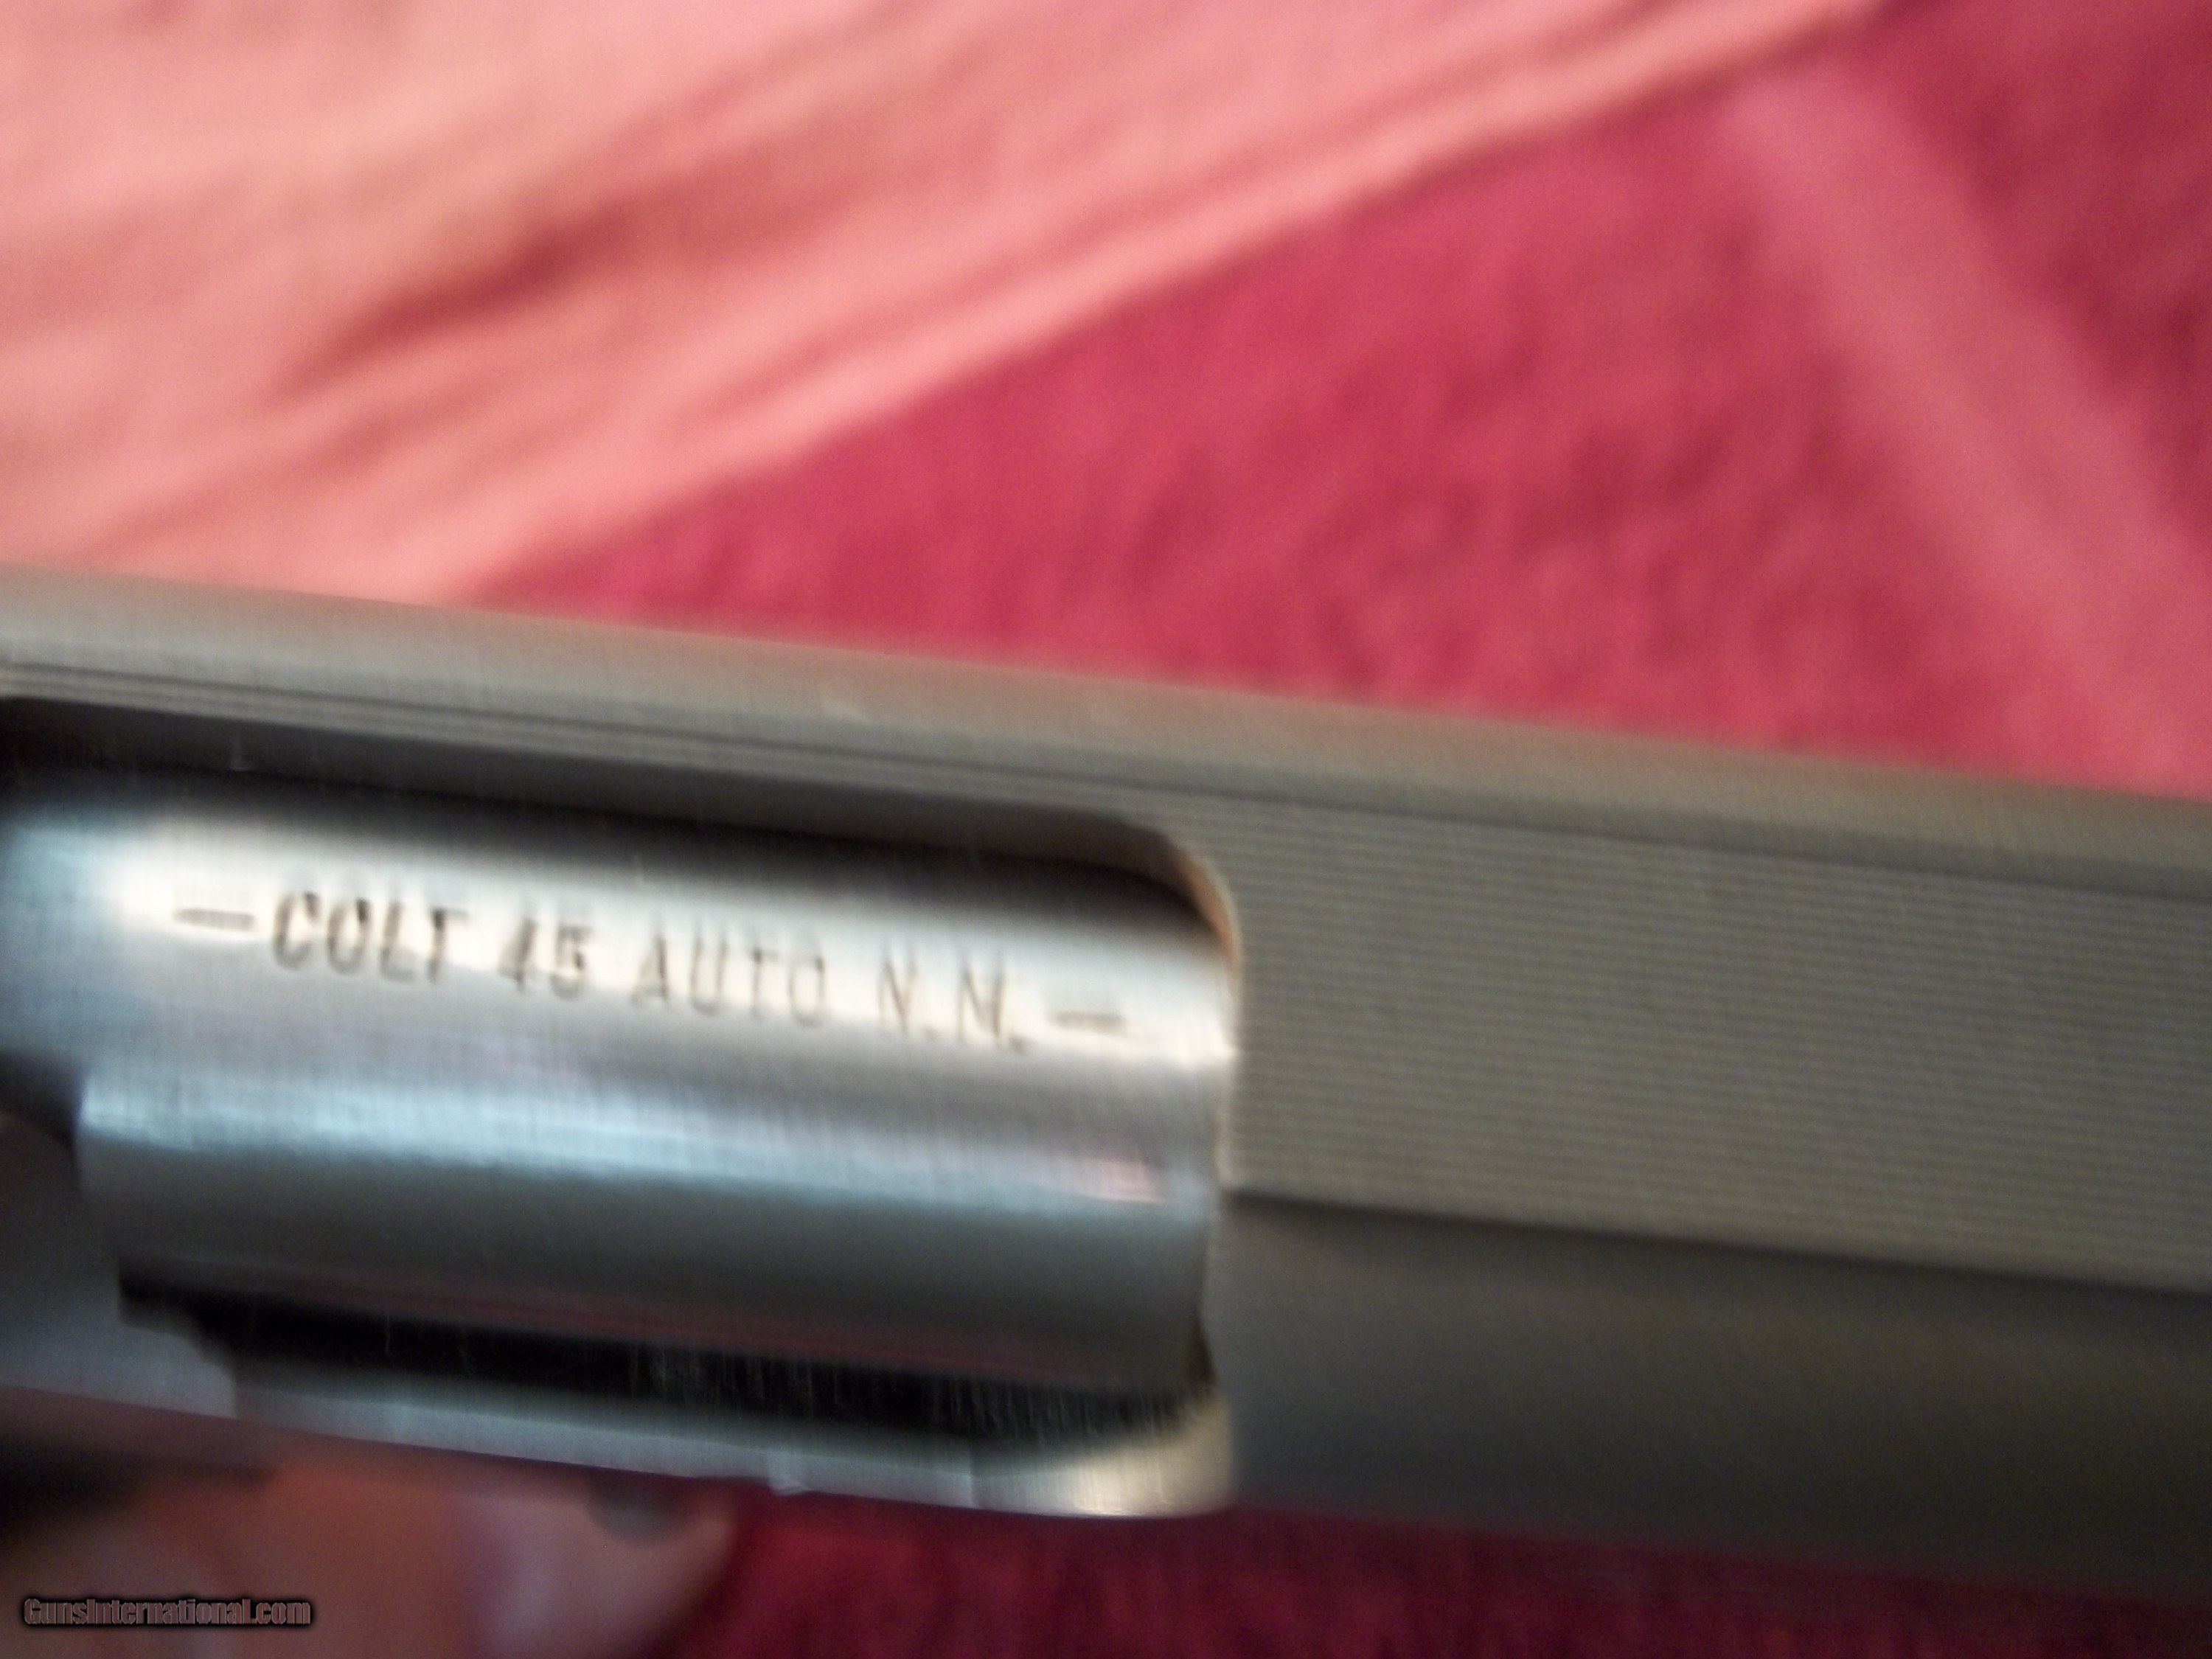 —COLT 45 AUTO N.M.—
GunsInternational.com